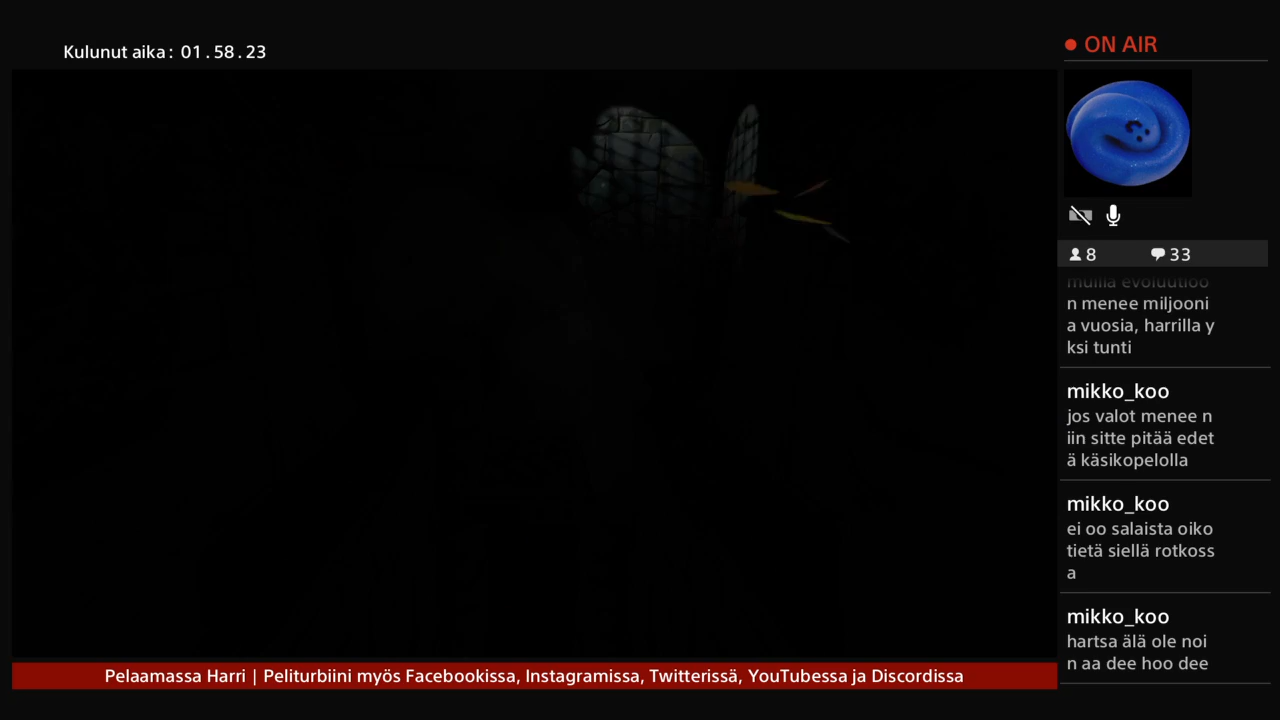 Kulunut aika: 01.58.23
ON AIR
8 33
muilla evoluutioo
n menee miljooni
a vuosia, harrilla y
ksi tunti
mikko_koo
jos valot menee n
iin sitte pitää edet
ä käsikopelolla
mikko_koo
ei oo salaista oiko
tietä siellä rotkoss
a
mikko_koo
hartsa älä ole noi
n aa dee hoo dee
Pelaamassa Harri | Peliturbiini myös Facebookissa, Instagramissa, Twitterissä, YouTubessa ja Discordissa